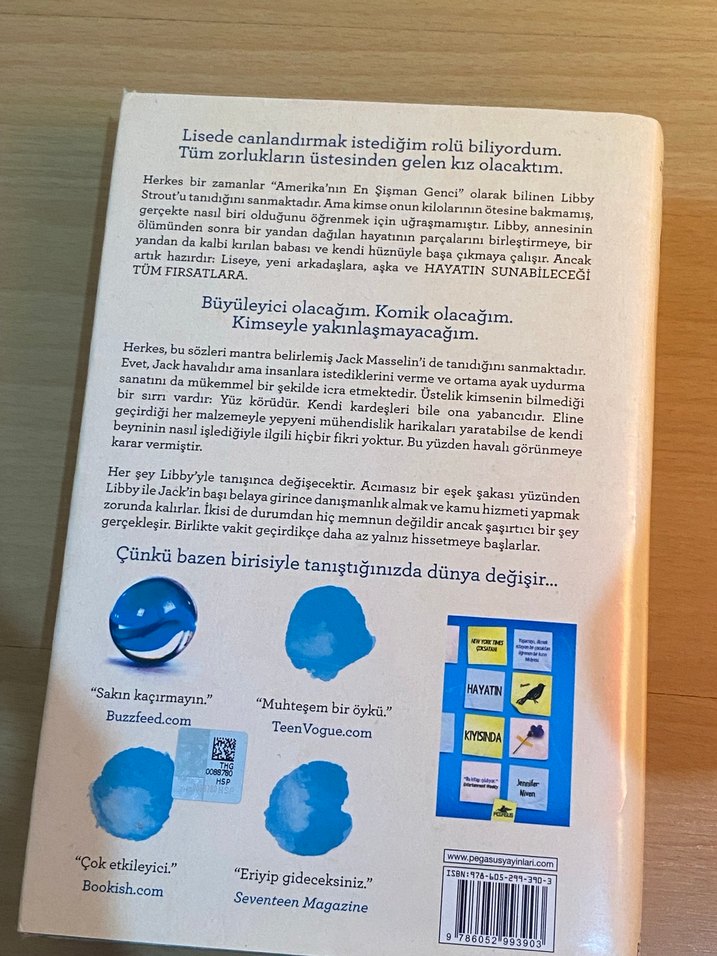 Lisede canlandırmak istediğim rolü biliyordum.
Tüm zorlukların üstesinden gelen kız olacaktım.
Herkes bir zamanlar “Amerika’nın En Şişman Genci” olarak bilinen Libby
Strout’u tanıdığını sanmaktadır. Ama kimse onun kilolarının ötesine bakmamış,
gerçekte nasıl biri olduğunu öğrenmek için uğraşmamıştır. Libby, annesinin
ölümünden sonra bir yandan dağılan hayatının parçalarını birleştirmeye, bir
yandan da kalbi kırılan babası ve kendi hüznüyle başa çıkmaya çalışır. Ancak
artık hazırdır: Liseye, yeni arkadaşlara, aşka ve HAYATIN SUNABİLECEĞİ
TÜM FIRSATLARA.
Büyüleyici olacağım. Komik olacağım.
Kimseyle yakınlaşmayacağım.
Herkes, bu sözleri mantra belirlemiş Jack Masselin’i de tanıdığını sanmaktadır.
Evet, Jack havalıdır ama insanlara istediklerini verme ve ortama ayak uydurma
sanatını da mükemmel bir şekilde icra etmektedir. Üstelik kimsenin bilmediği
bir sırrı vardır: Yüz körüdür. Kendi kardeşleri bile ona yabancıdır. Eline
geçirdiği her malzemeyle yepyeni mühendislik harikaları yaratabilse de kendi
beyninin nasıl işlediğiyle ilgili hiçbir fikri yoktur. Bu yüzden havalı görünmeye
karar vermiştir.
Her şey Libby’yle tanışınca değişecektir. Acımasız bir eşek şakası yüzünden
Libby ile Jack’in başı belaya girince danışmanlık almak ve kamu hizmeti yapmak
zorunda kalırlar. İkisi de durumdan hiç memnun değildir ancak şaşırtıcı bir şey
gerçekleşir. Birlikte vakit geçirdikçe daha az yalnız hissetmeye başlarlar.
Çünkü bazen birisiyle tanıştığınızda dünya değişir...
“Sakın kaçırmayın.”
Buzzfeed.com
“Muhteşem bir öykü.”
TeenVogue.com
THG
0088790
HSP
“Çok etkileyici.”
Bookish.com
“Eriyip gideceksiniz.”
Seventeen Magazine
NEW YORK TIMES
ÇOKSATANI
HAYATIN
KIYISINDA
Entertainment Weekly
Jennifer
Niven
PEGASUS
www.pegasusyayinlari.com
ISBN:978-605-299-390-3
9 786052 993903